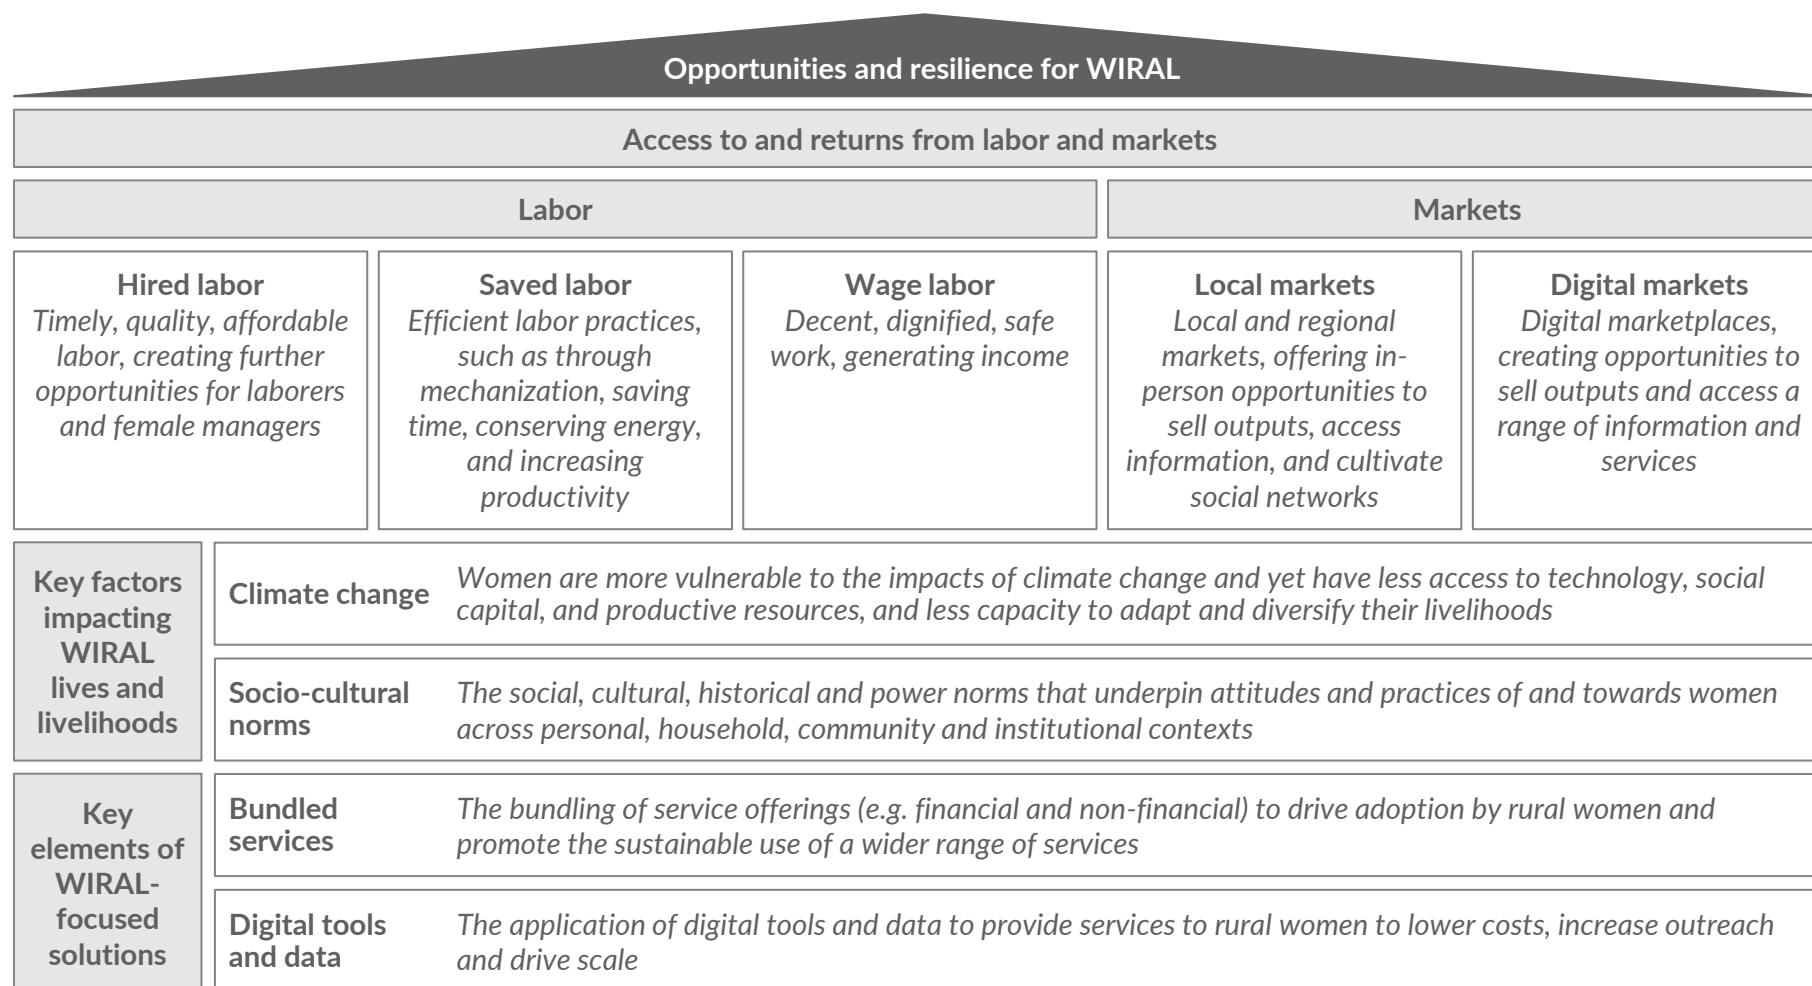 Opportunities and resilience for WIRAL
Access to and returns from labor and markets
Labor
Markets
Hired labor
Timely, quality, affordable
labor, creating further
opportunities for laborers
and female managers
Saved labor
Efficient labor practices,
such as through
mechanization, saving
time, conserving energy,
and increasing
productivity
Wage labor
Decent, dignified, safe
work, generating income
Local markets
Local and regional
markets, offering in-
person opportunities to
sell outputs, access
information, and cultivate
social networks
Digital markets
Digital marketplaces,
creating opportunities to
sell outputs and access a
range of information and
services
Key factors
impacting
WIRAL
lives and
livelihoods
Climate change
Women are more vulnerable to the impacts of climate change and yet have less access to technology, social
capital, and productive resources, and less capacity to adapt and diversify their livelihoods
Socio-cultural
norms
The social, cultural, historical and power norms that underpin attitudes and practices of and towards women
across personal, household, community and institutional contexts
Key
elements of
WIRAL-
focused
solutions
Bundled
services
The bundling of service offerings (e.g. financial and non-financial) to drive adoption by rural women and
promote the sustainable use of a wider range of services
Digital tools
and data
The application of digital tools and data to provide services to rural women to lower costs, increase outreach
and drive scale